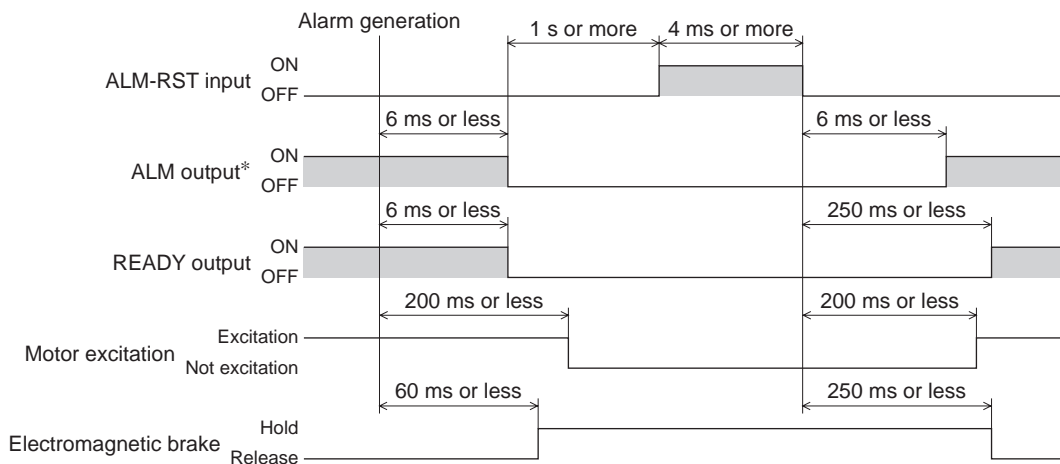 Alarm generation
1 s or more
4 ms or more
ALM-RST input
ON
OFF
6 ms or less
6 ms or less
ALM output*
ON
OFF
6 ms or less
250 ms or less
READY output
ON
OFF
200 ms or less
200 ms or less
Motor excitation
Excitation
Not excitation
60 ms or less
250 ms or less
Electromagnetic brake
Hold
Release